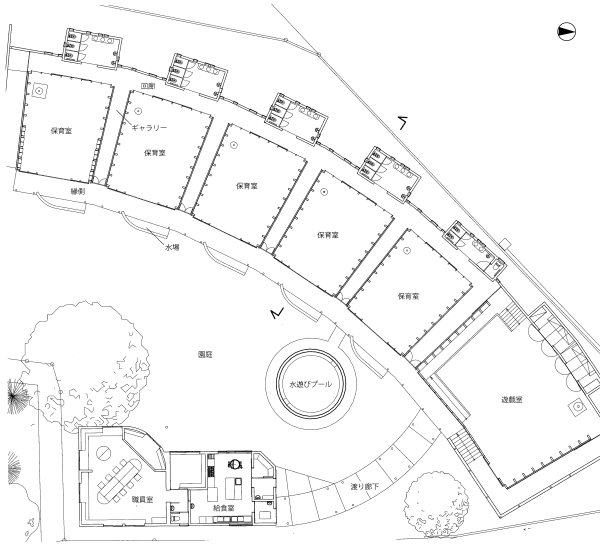 回廊
ギャラリー
保育室
保育室
保育室
保育室
保育室
縁側
水場
園庭
水遊びプール
遊戯室
渡り廊下
職員室
給食室